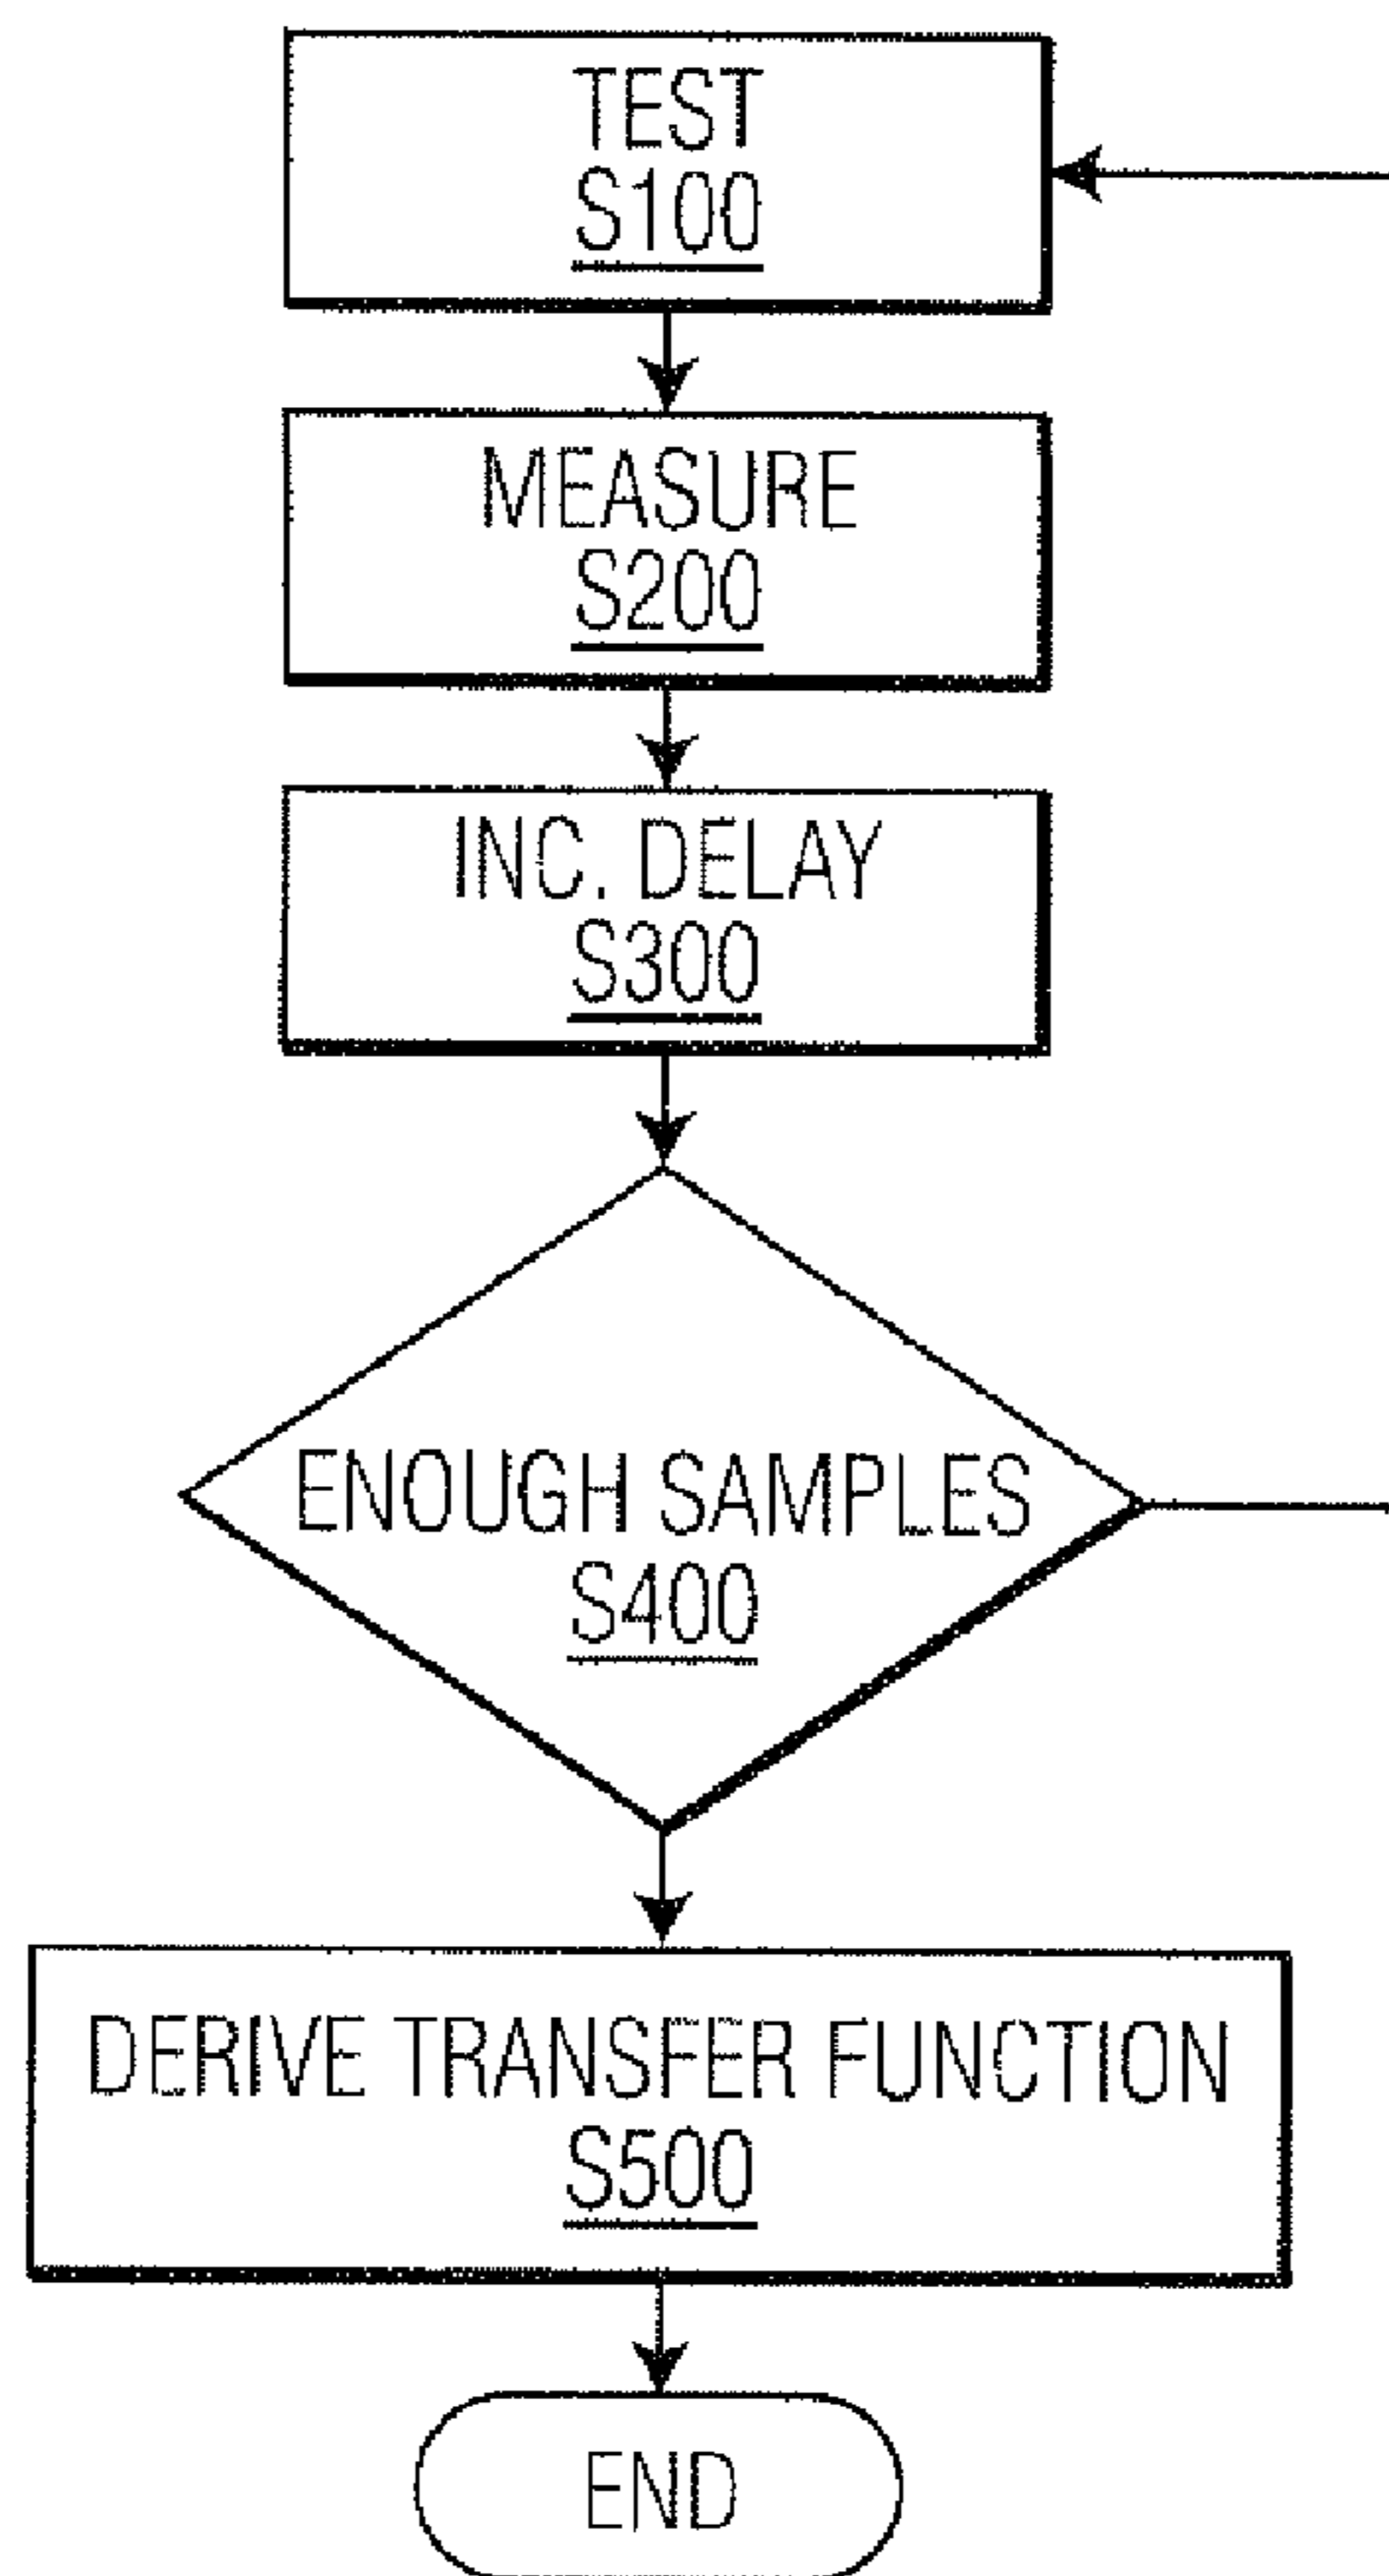 TEST
S100
MEASURE
S200
INC. DELAY
S300
ENOUGH SAMPLES
S400
DERIVE TRANSFER FUNCTION
S500
END